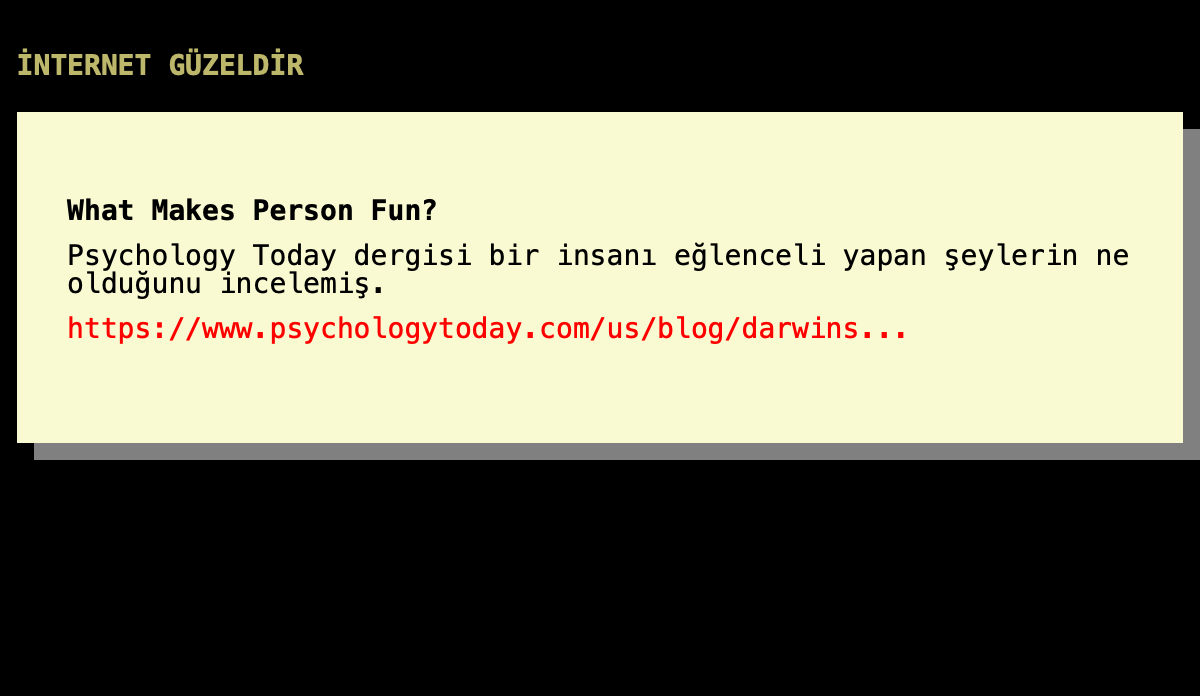 İNTERNET GÜZELDİR
What Makes Person Fun?
Psychology Today dergisi bir insanı eğlenceli yapan şeylerin ne
olduğunu incelemiş.
https://www.psychologytoday.com/us/blog/darwins...